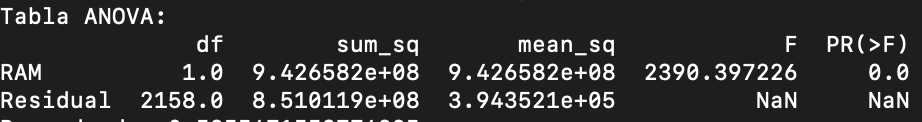 Tabla ANOVA:
df sum_sq mean_sq F PR(>F)
RAM 1.0 9.426582e+08 9.426582e+08 2390.397226 0.0
Residual 2158.0 8.510119e+08 3.943521e+05 NaN NaN